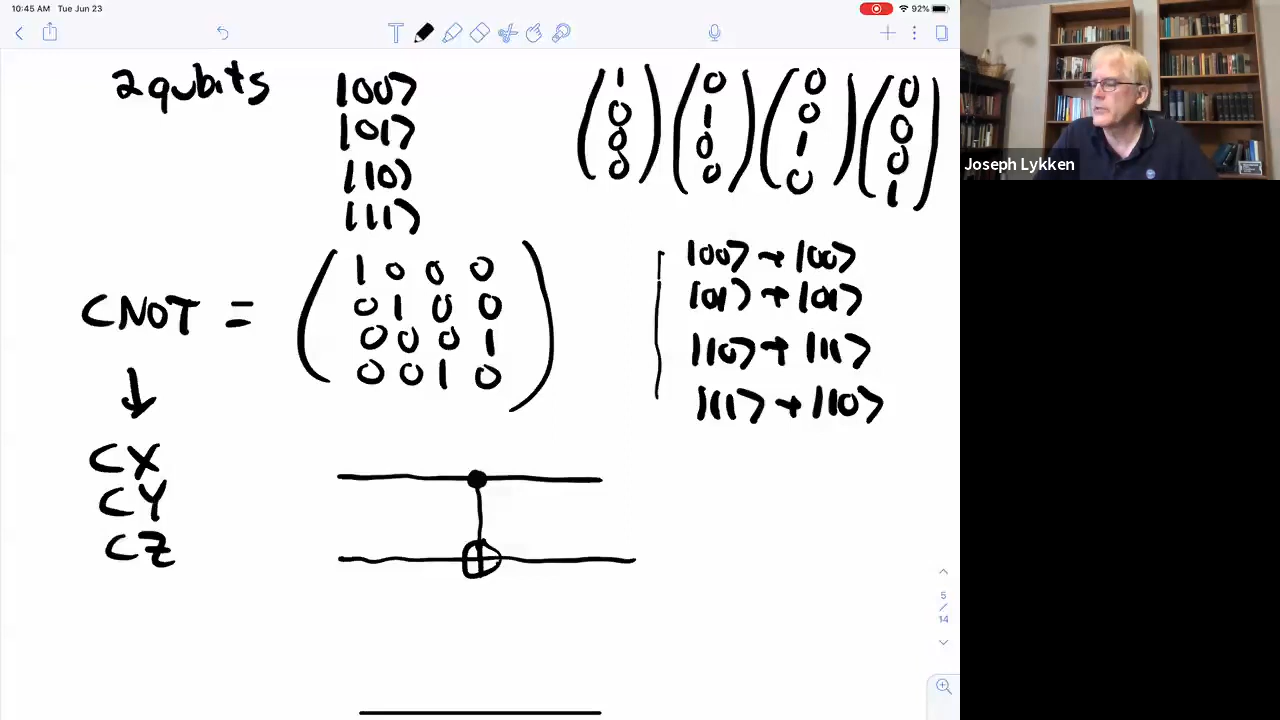 10:45 AM Tue Jun 23
92%
2 qubits
|00⟩
|01⟩
|10⟩
|11⟩
1 0 0 0
0 1 0 0
0 0 1 0
0 0 0 1
CNOT =
1 0 0 0
0 1 0 0
0 0 0 1
0 0 1 0
|00⟩ → |00⟩
|01⟩ → |01⟩
|10⟩ → |11⟩
|11⟩ → |10⟩
↓
CX
CY
CZ
5
/
14
Joseph Lykken